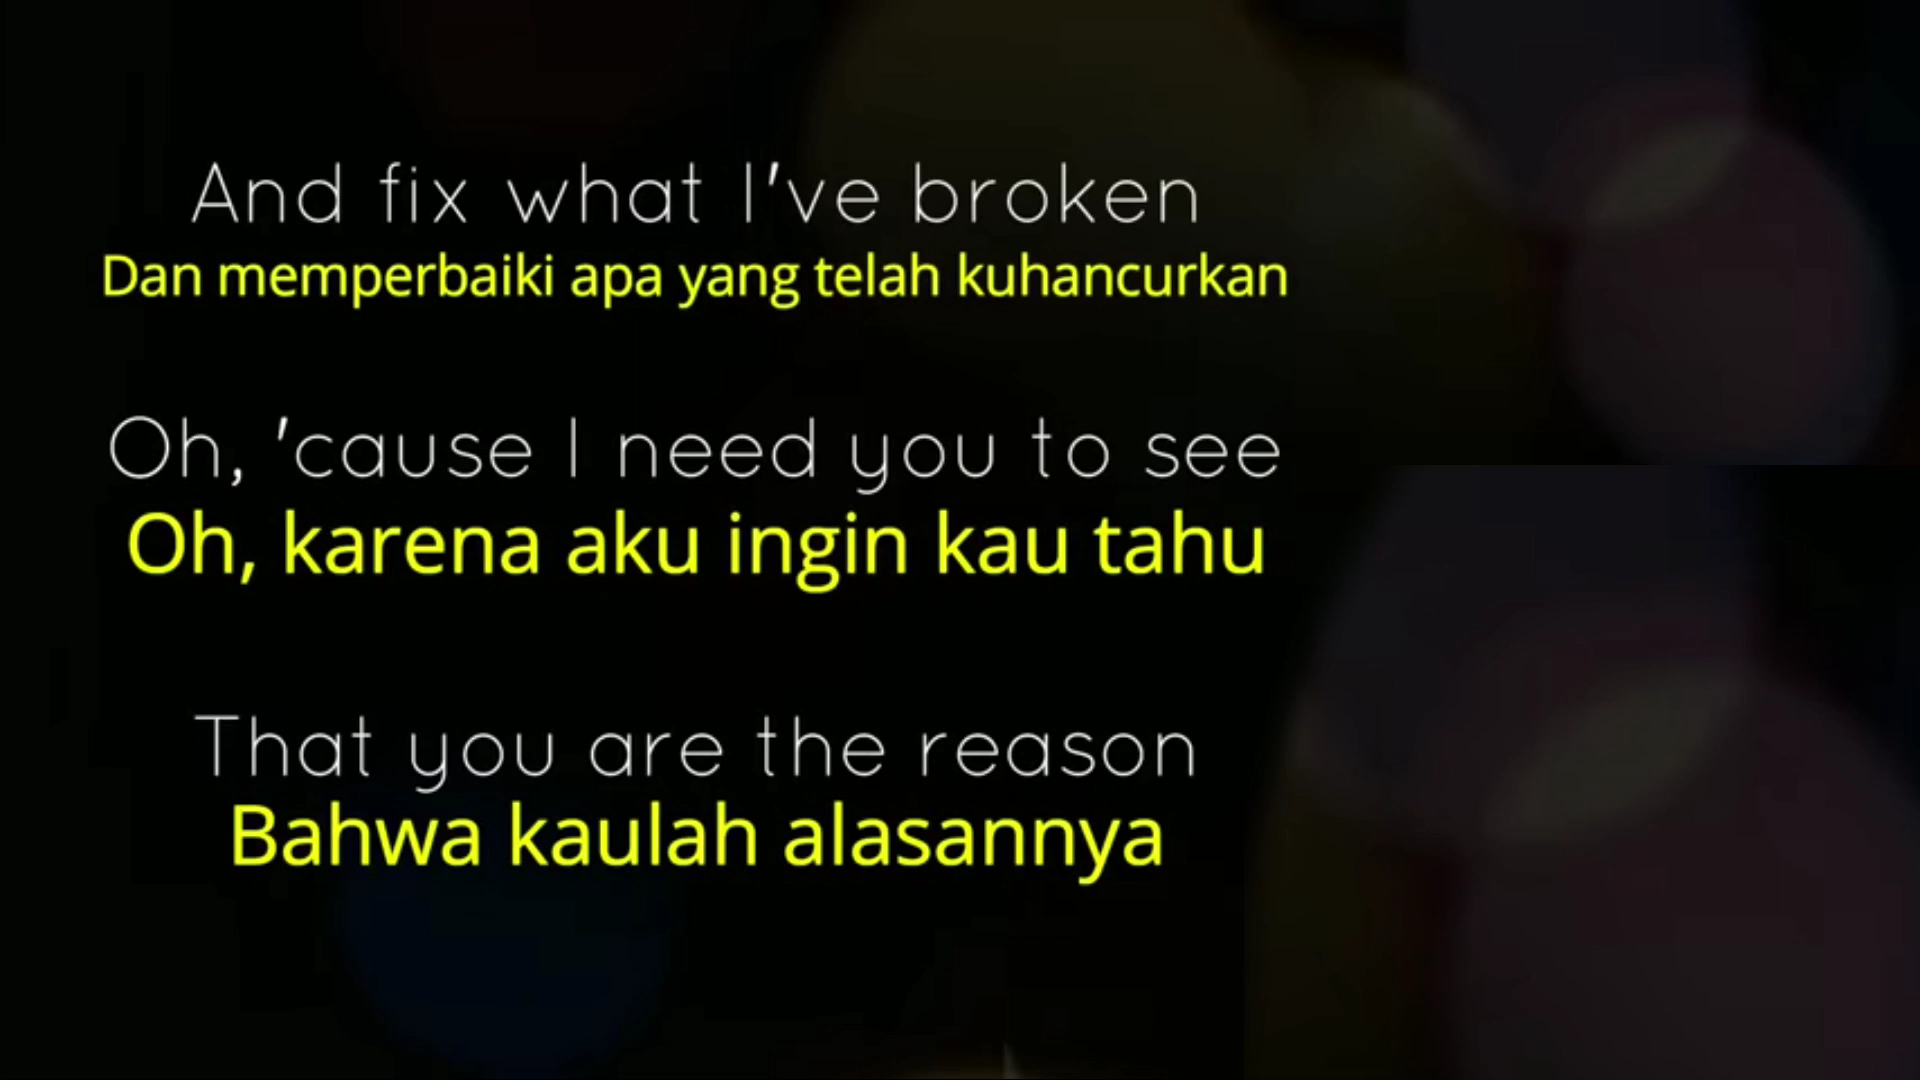 And fix what I've broken
Dan memperbaiki apa yang telah kuhancurkan
Oh, 'cause I need you to see
Oh, karena aku ingin kau tahu
That you are the reason
Bahwa kaulah alasannya